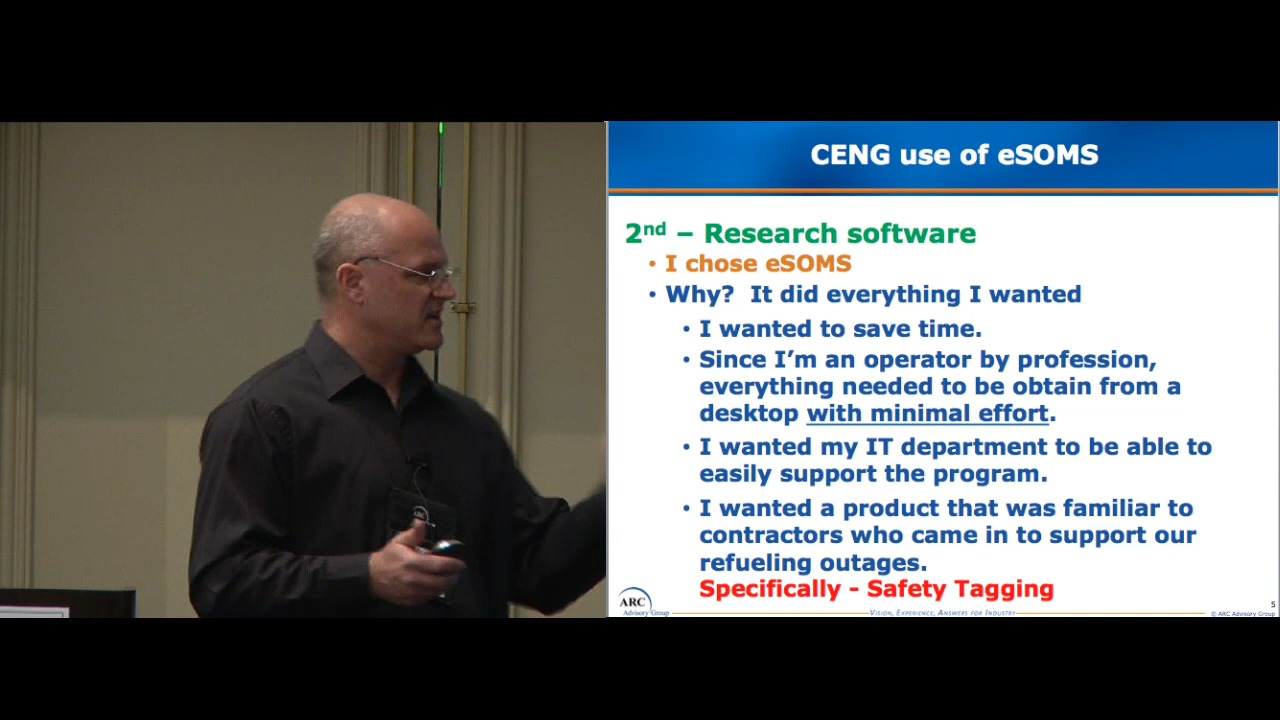 CENG use of eSOMS
2nd – Research software
• I chose eSOMS
• Why? It did everything I wanted
• I wanted to save time.
• Since I’m an operator by profession,
everything needed to be obtain from a
desktop with minimal effort.
• I wanted my IT department to be able to
easily support the program.
• I wanted a product that was familiar to
contractors who came in to support our
refueling outages.
Specifically - Safety Tagging
ARC
Advisory Group
Vision, Experience, Answers for Industry
5
© ARC Advisory Group
ARC